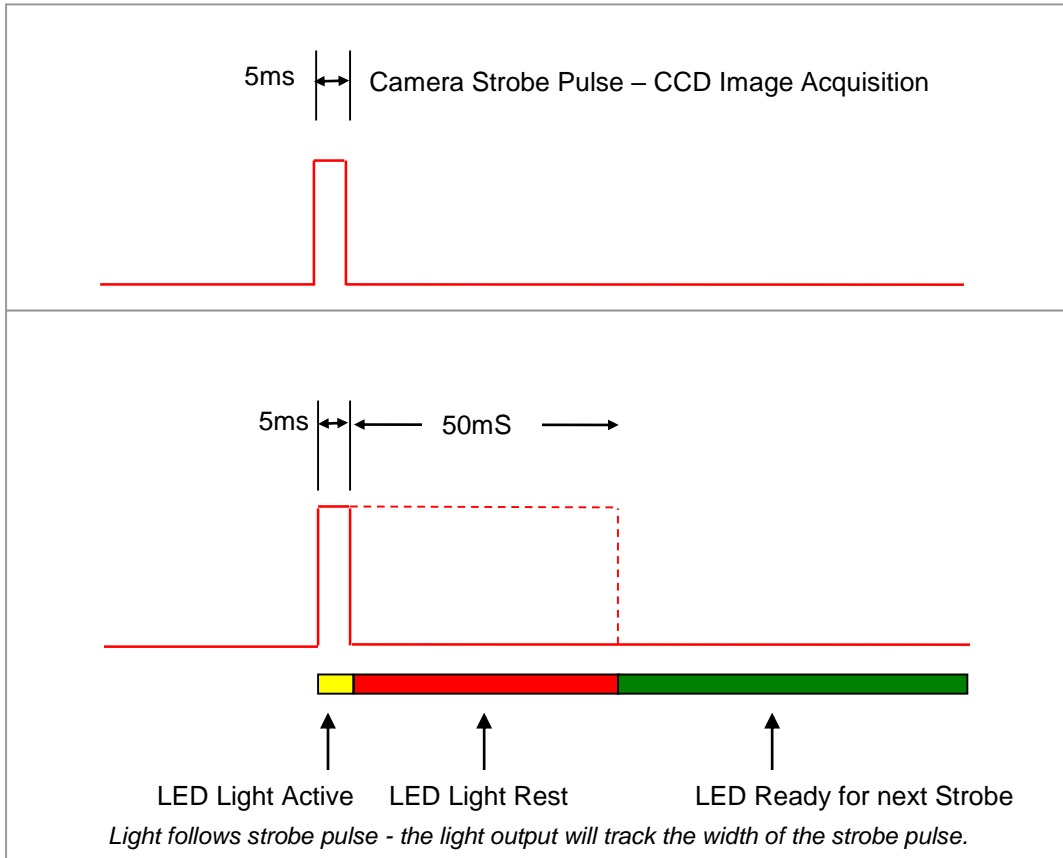 5ms Camera Strobe Pulse – CCD Image Acquisition
5ms 50mS
LED Light Active LED Light Rest LED Ready for next Strobe
Light follows strobe pulse - the light output will track the width of the strobe pulse.